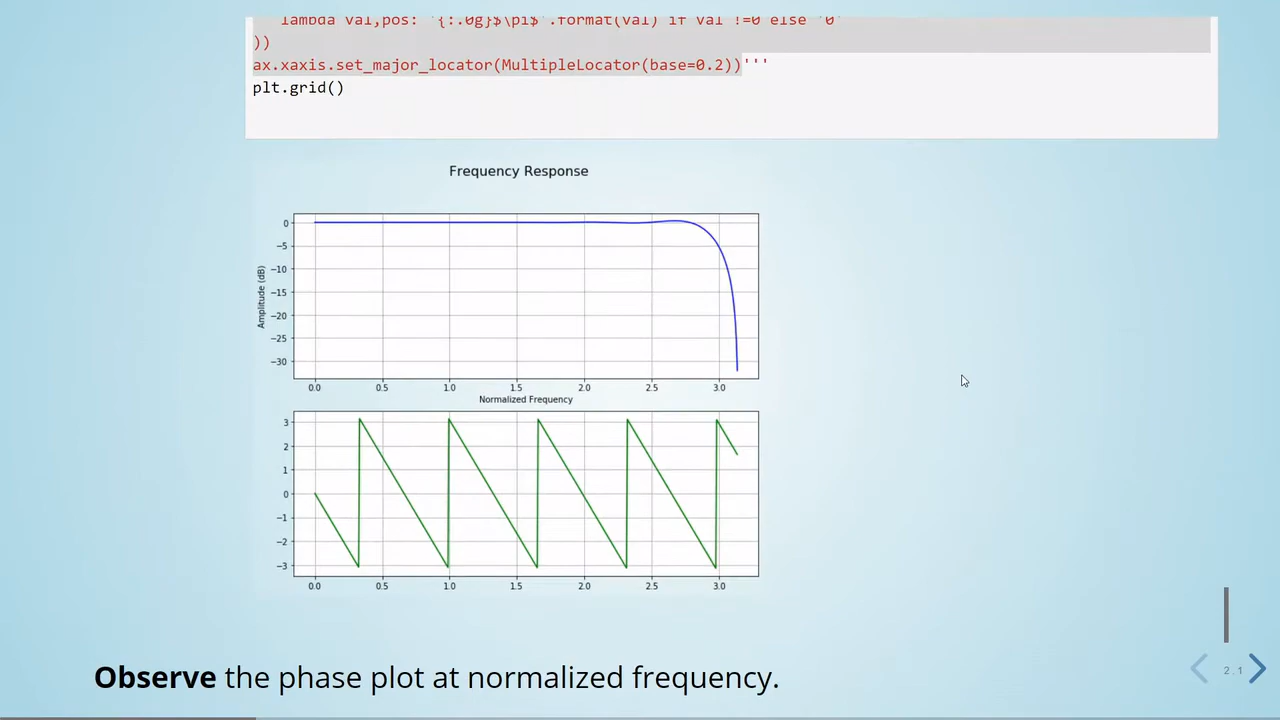 lambda val,pos: '{:.0g}$\pi$'.format(val) if val !=0 else '0'
))
ax.xaxis.set_major_locator(MultipleLocator(base=0.2))'''
plt.grid()
Frequency Response
Amplitude (dB)
0
−5
−10
−15
−20
−25
−30
0.0 0.5 1.0 1.5 2.0 2.5 3.0
Normalized Frequency
3
2
1
0
−1
−2
−3
0.0 0.5 1.0 1.5 2.0 2.5 3.0
Observe the phase plot at normalized frequency.
2.1